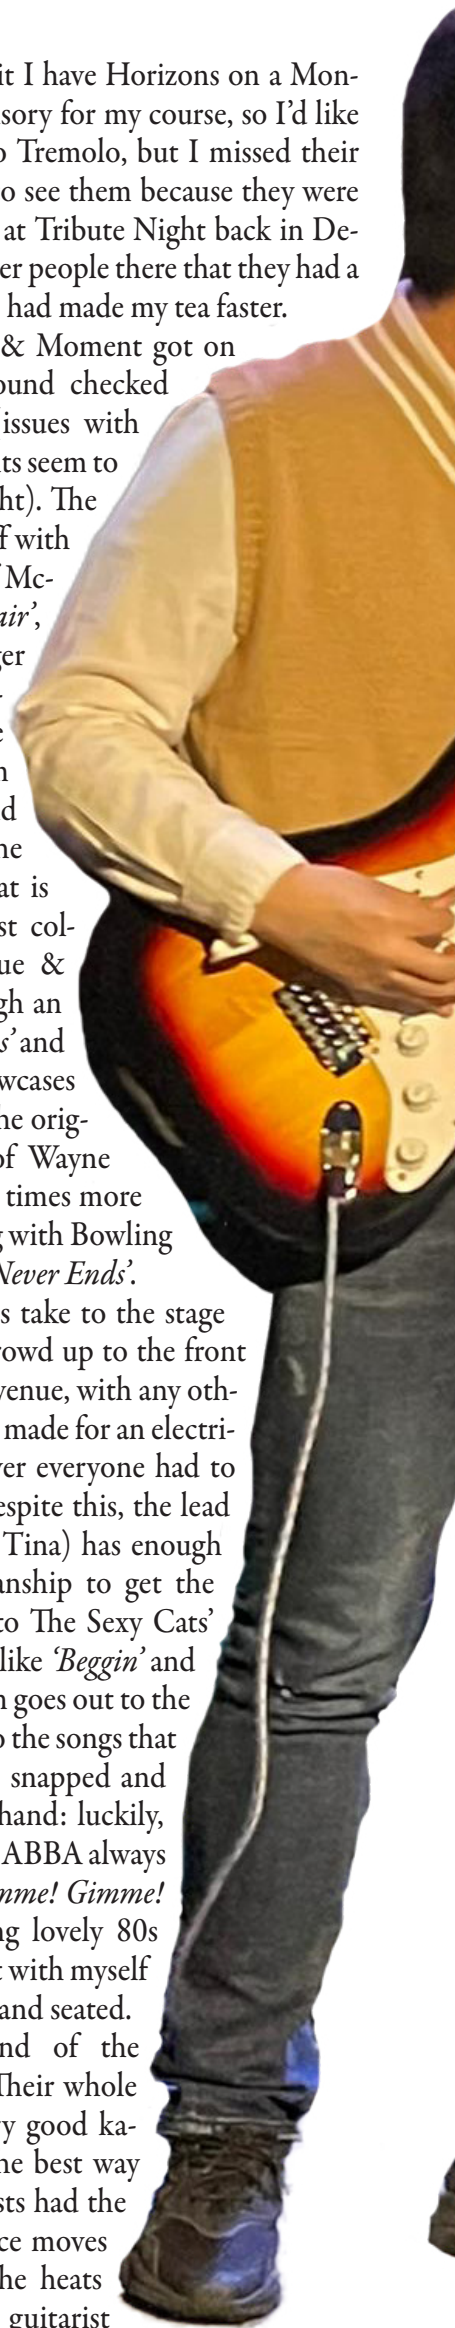 it I have Horizons on a Mon-
sory for my course, so I'd like
o Tremolo, but I missed their
o see them because they were
at Tribute Night back in De-
er people there that they had a
had made my tea faster.
& Moment got on
ound checked
issues with
ts seem to
ht). The
ff with
Mc-
air',
ger
-
e
n
d
ne
at is
st col-
ue &
gh an
s' and
wcases
he orig-
of Wayne
times more
g with Bowling
Never Ends'.
s take to the stage
rowd up to the front
venue, with any oth-
made for an electri-
ver everyone had to
espite this, the lead
Tina) has enough
anship to get the
to The Sexy Cats'
like 'Beggin' and
n goes out to the
o the songs that
snapped and
hand: luckily,
ABBA always
mme! Gimme!
ng lovely 80s
t with myself
and seated.
nd of the
Their whole
ry good ka-
he best way
sts had the
ce moves
he heats
guitarist